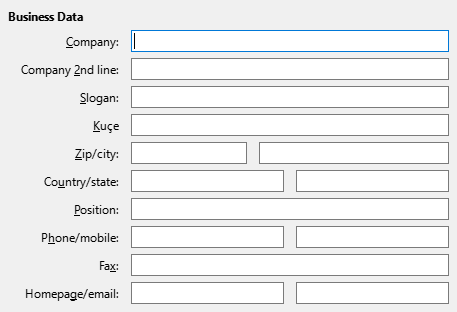 Business Data
Company:
Company 2nd line:
Slogan:
Kuçe
Zip/city:
Country/state:
Position:
Phone/mobile:
Fax:
Homepage/email: